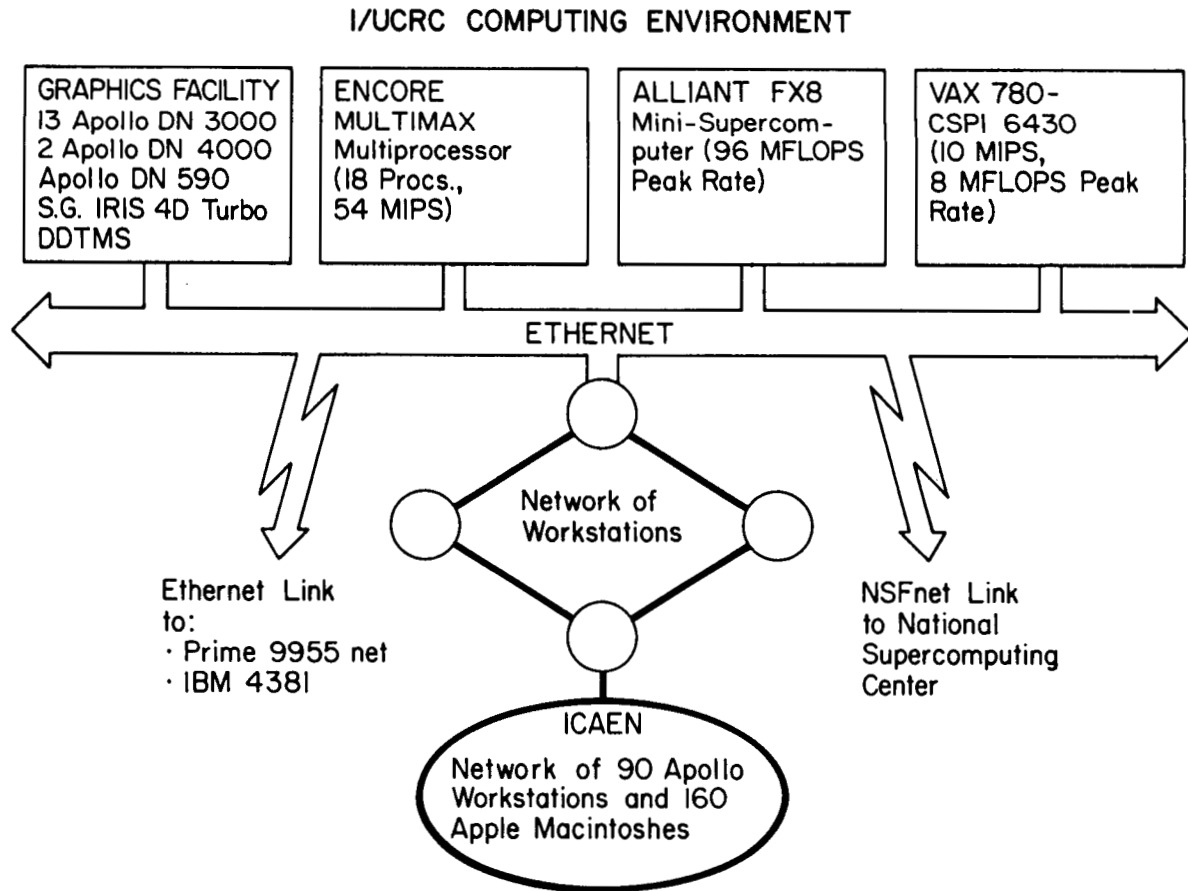 I/UCRC COMPUTING ENVIRONMENT
GRAPHICS FACILITY
13 Apollo DN 3000
2 Apollo DN 4000
Apollo DN 590
S.G. IRIS 4D Turbo
DDTMS
ENCORE
MULTIMAX
Multiprocessor
(18 Procs.,
54 MIPS)
ALLIANT FX8
Mini-Supercom-
puter (96 MFLOPS
Peak Rate)
VAX 780-
CSPI 6430
(10 MIPS,
8 MFLOPS Peak
Rate)
ETHERNET
Network of
Workstations
Ethernet Link
to:
· Prime 9955 net
· IBM 4381
NSFnet Link
to National
Supercomputing
Center
ICAEN
Network of 90 Apollo
Workstations and 160
Apple Macintoshes